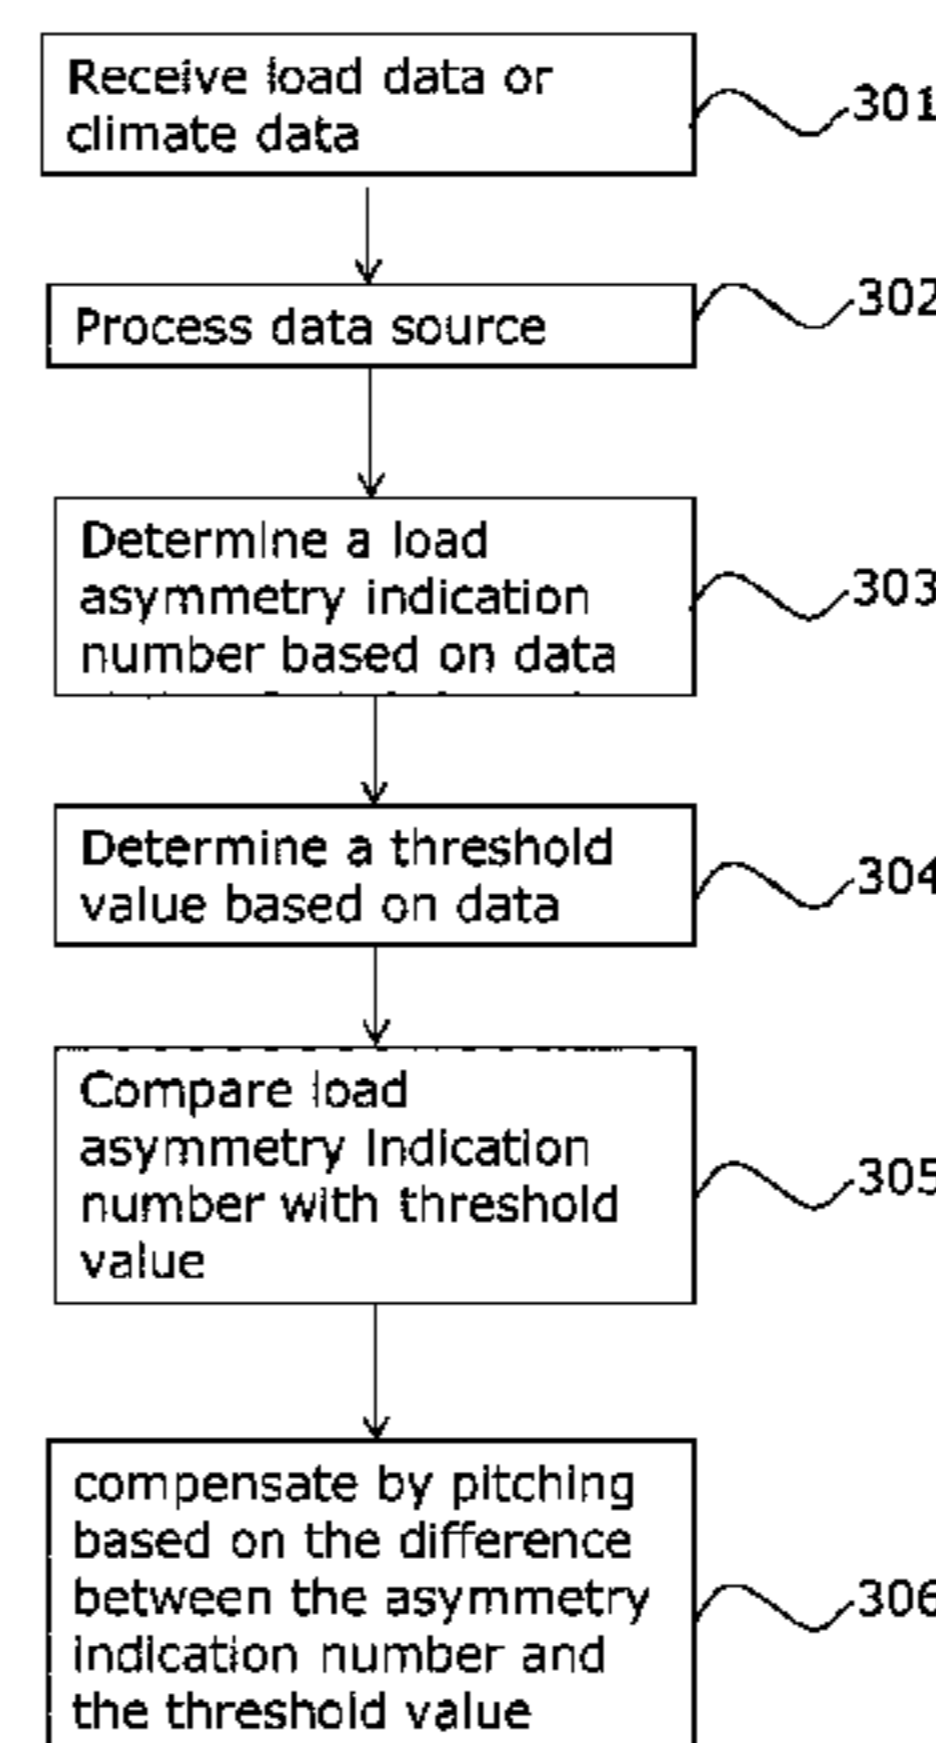 Receive load data or
climate data
301
Process data source
302
Determine a load
asymmetry indication
number based on data
303
Determine a threshold
value based on data
304
Compare load
asymmetry indication
number with threshold
value
305
compensate by pitching
based on the difference
between the asymmetry
indication number and
the threshold value
306